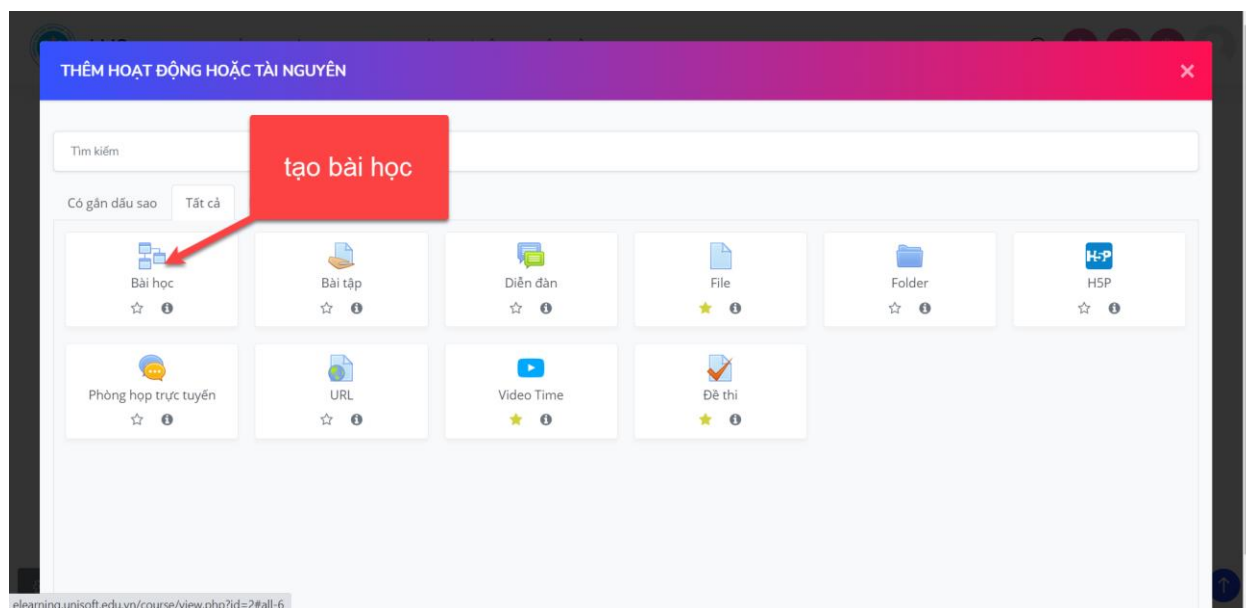 THÊM HOẠT ĐỘNG HOẶC TÀI NGUYÊN
×
Tìm kiếm
tạo bài học
Có gắn dấu sao
Tất cả
Bài học
Bài tập
Diễn đàn
File
Folder
H5P
H5P
Phòng họp trực tuyến
URL
Video Time
Đề thi
elearning.unisoft.edu.vn/course/view.php?id=2#all-6